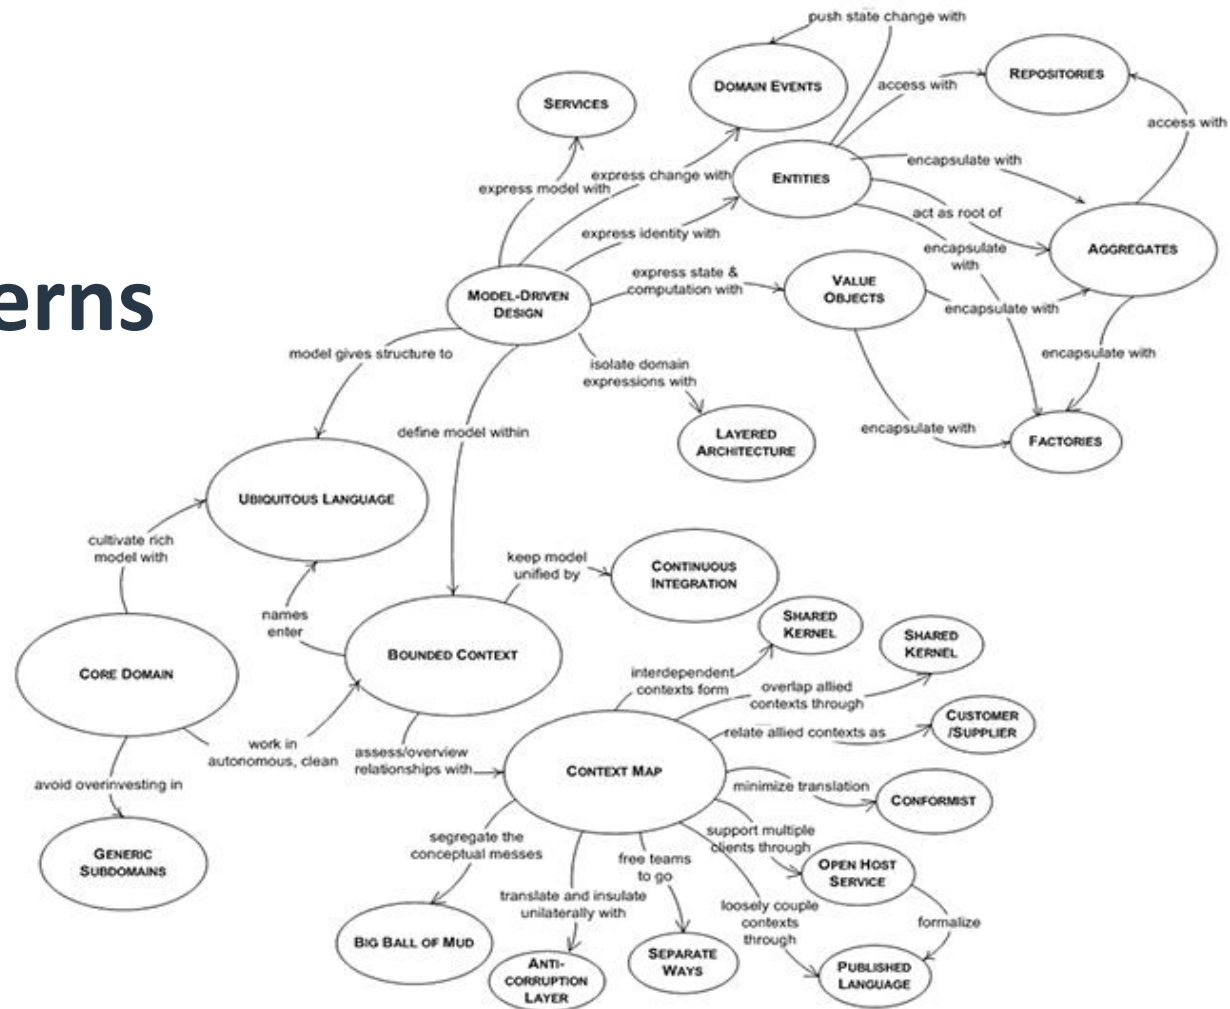 push state change with
DOMAIN EVENTS
REPOSITORIES
access with
SERVICES
access with
express change with
ENTITIES
encapsulate with
express model with
act as root of
express identity with
encapsulate
with
AGGREGATES
express state &
computation with
VALUE
OBJECTS
encapsulate with
MODEL-DRIVEN
DESIGN
erns
model gives structure to
isolate domain
expressions with
encapsulate with
define model within
LAYERED
ARCHITECTURE
encapsulate with
FACTORIES
UBIQUITOUS LANGUAGE
cultivate rich
model with
keep model
unified by
CONTINUOUS
INTEGRATION
names
enter
SHARED
KERNEL
SHARED
KERNEL
BOUNDED CONTEXT
CORE DOMAIN
interdependent
contexts form
overlap allied
contexts through
CUSTOMER
/SUPPLIER
relate allied contexts as
work in
autonomous, clean
assess/overview
relationships with
CONTEXT MAP
minimize translation
CONFORMIST
avoid overinvesting in
GENERIC
SUBDOMAINS
segregate the
conceptual messes
free teams
to go
support multiple
clients through
OPEN HOST
SERVICE
translate and insulate
unilaterally with
loosely couple
contexts
through
formalize
BIG BALL OF MUD
ANTI-
CORRUPTION
LAYER
SEPARATE
WAYS
PUBLISHED
LANGUAGE